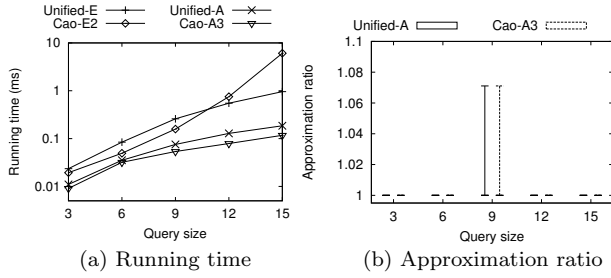 Unified-E Unified-A
Cao-E2 Cao-A3
10
1
0.1
0.01
Running time (ms)
3 6 9 12 15
Query size
(a) Running time
Unified-A Cao-A3
1.1
1.08
1.06
1.04
1.02
1
Approximation ratio
3 6 9 12 15
Query size
(b) Approximation ratio